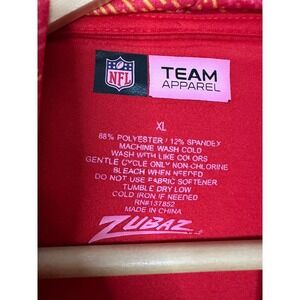 NFL
TEAM
APPAREL
XL
88% POLYESTER / 12% SPANDEX
MACHINE WASH COLD
WASH WITH LIKE COLORS
GENTLE CYCLE ONLY NON-CHLORINE
BLEACH WHEN NEEDED
DO NOT USE FABRIC SOFTENER
TUMBLE DRY LOW
COLD IRON IF NEEDED
RN#137852
MADE IN CHINA
ZUBAZ